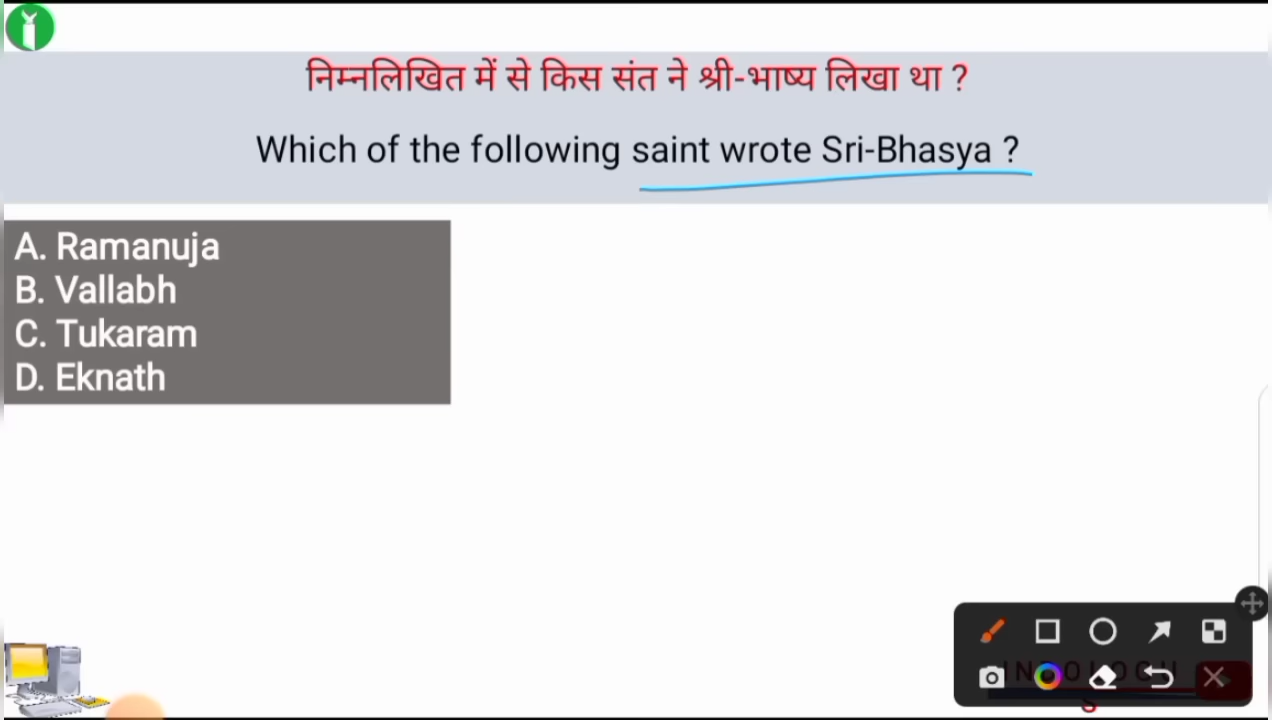 निम्नलिखित में से किस संत ने श्री-भाष्य लिखा था ?
Which of the following saint wrote Sri-Bhasya ?
A. Ramanuja
B. Vallabh
C. Tukaram
D. Eknath